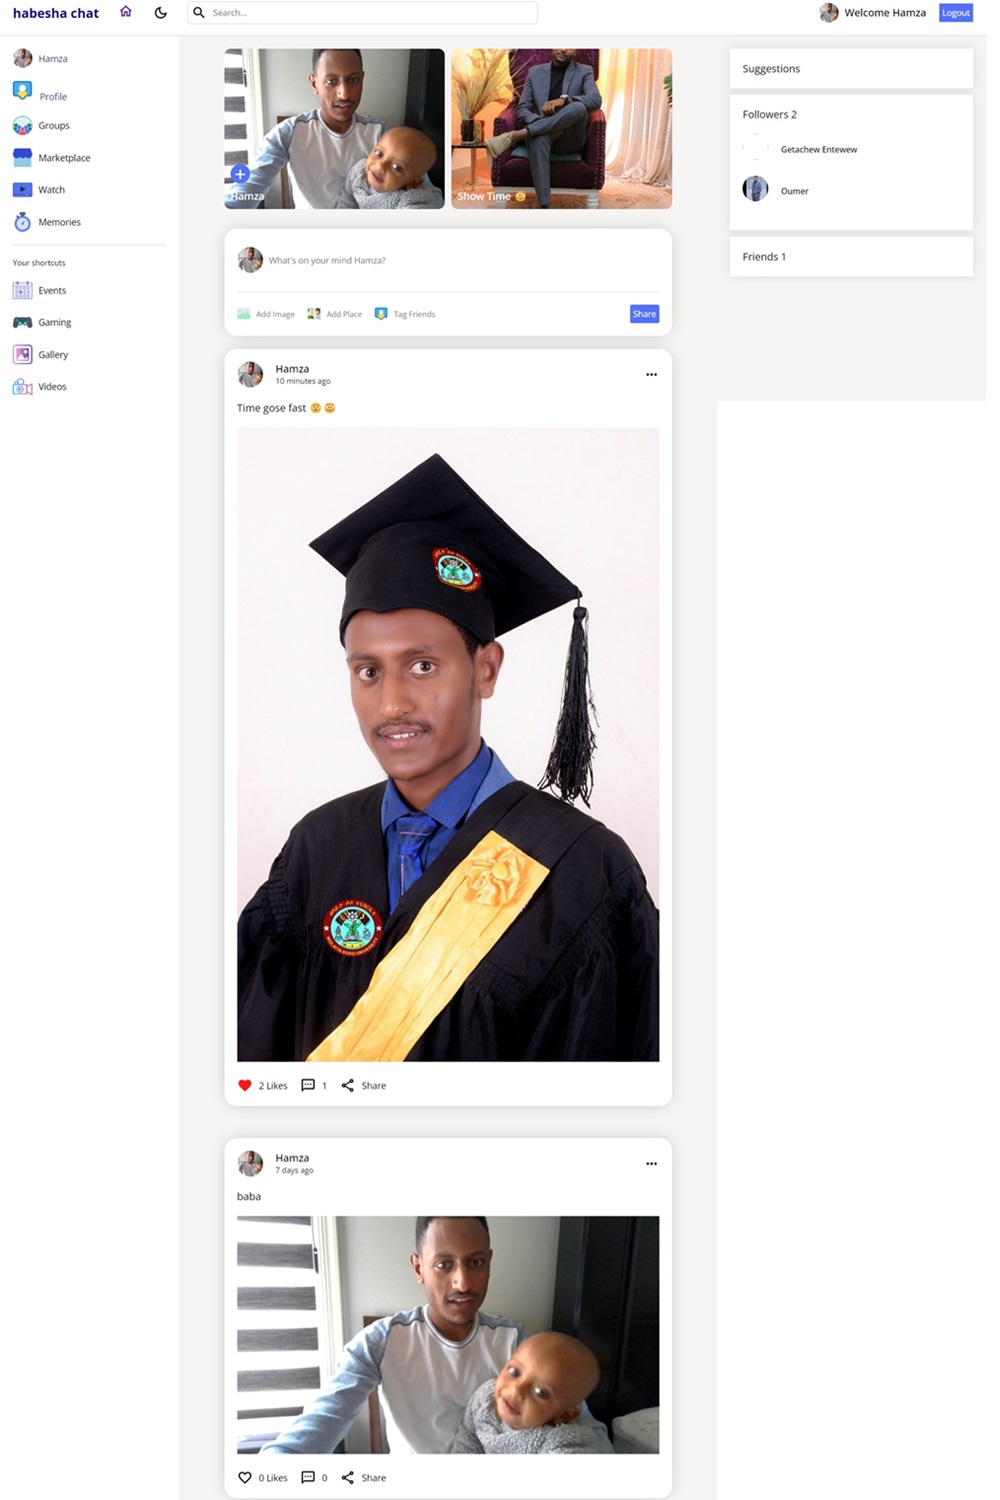 habesha chat
Search...
Welcome Hamza
Logout
Hamza
Profile
Groups
Marketplace
Watch
Memories
Your shortcuts
Events
Gaming
Gallery
Videos
Hamza
Show Time 😊
What's on your mind Hamza?
Add Image
Add Place
Tag Friends
Share
Hamza
10 minutes ago
Time gose fast
2 Likes
1
Share
Hamza
7 days ago
baba
0 Likes
0
Share
Suggestions
Followers 2
Getachew Entewew
Oumer
Friends 1